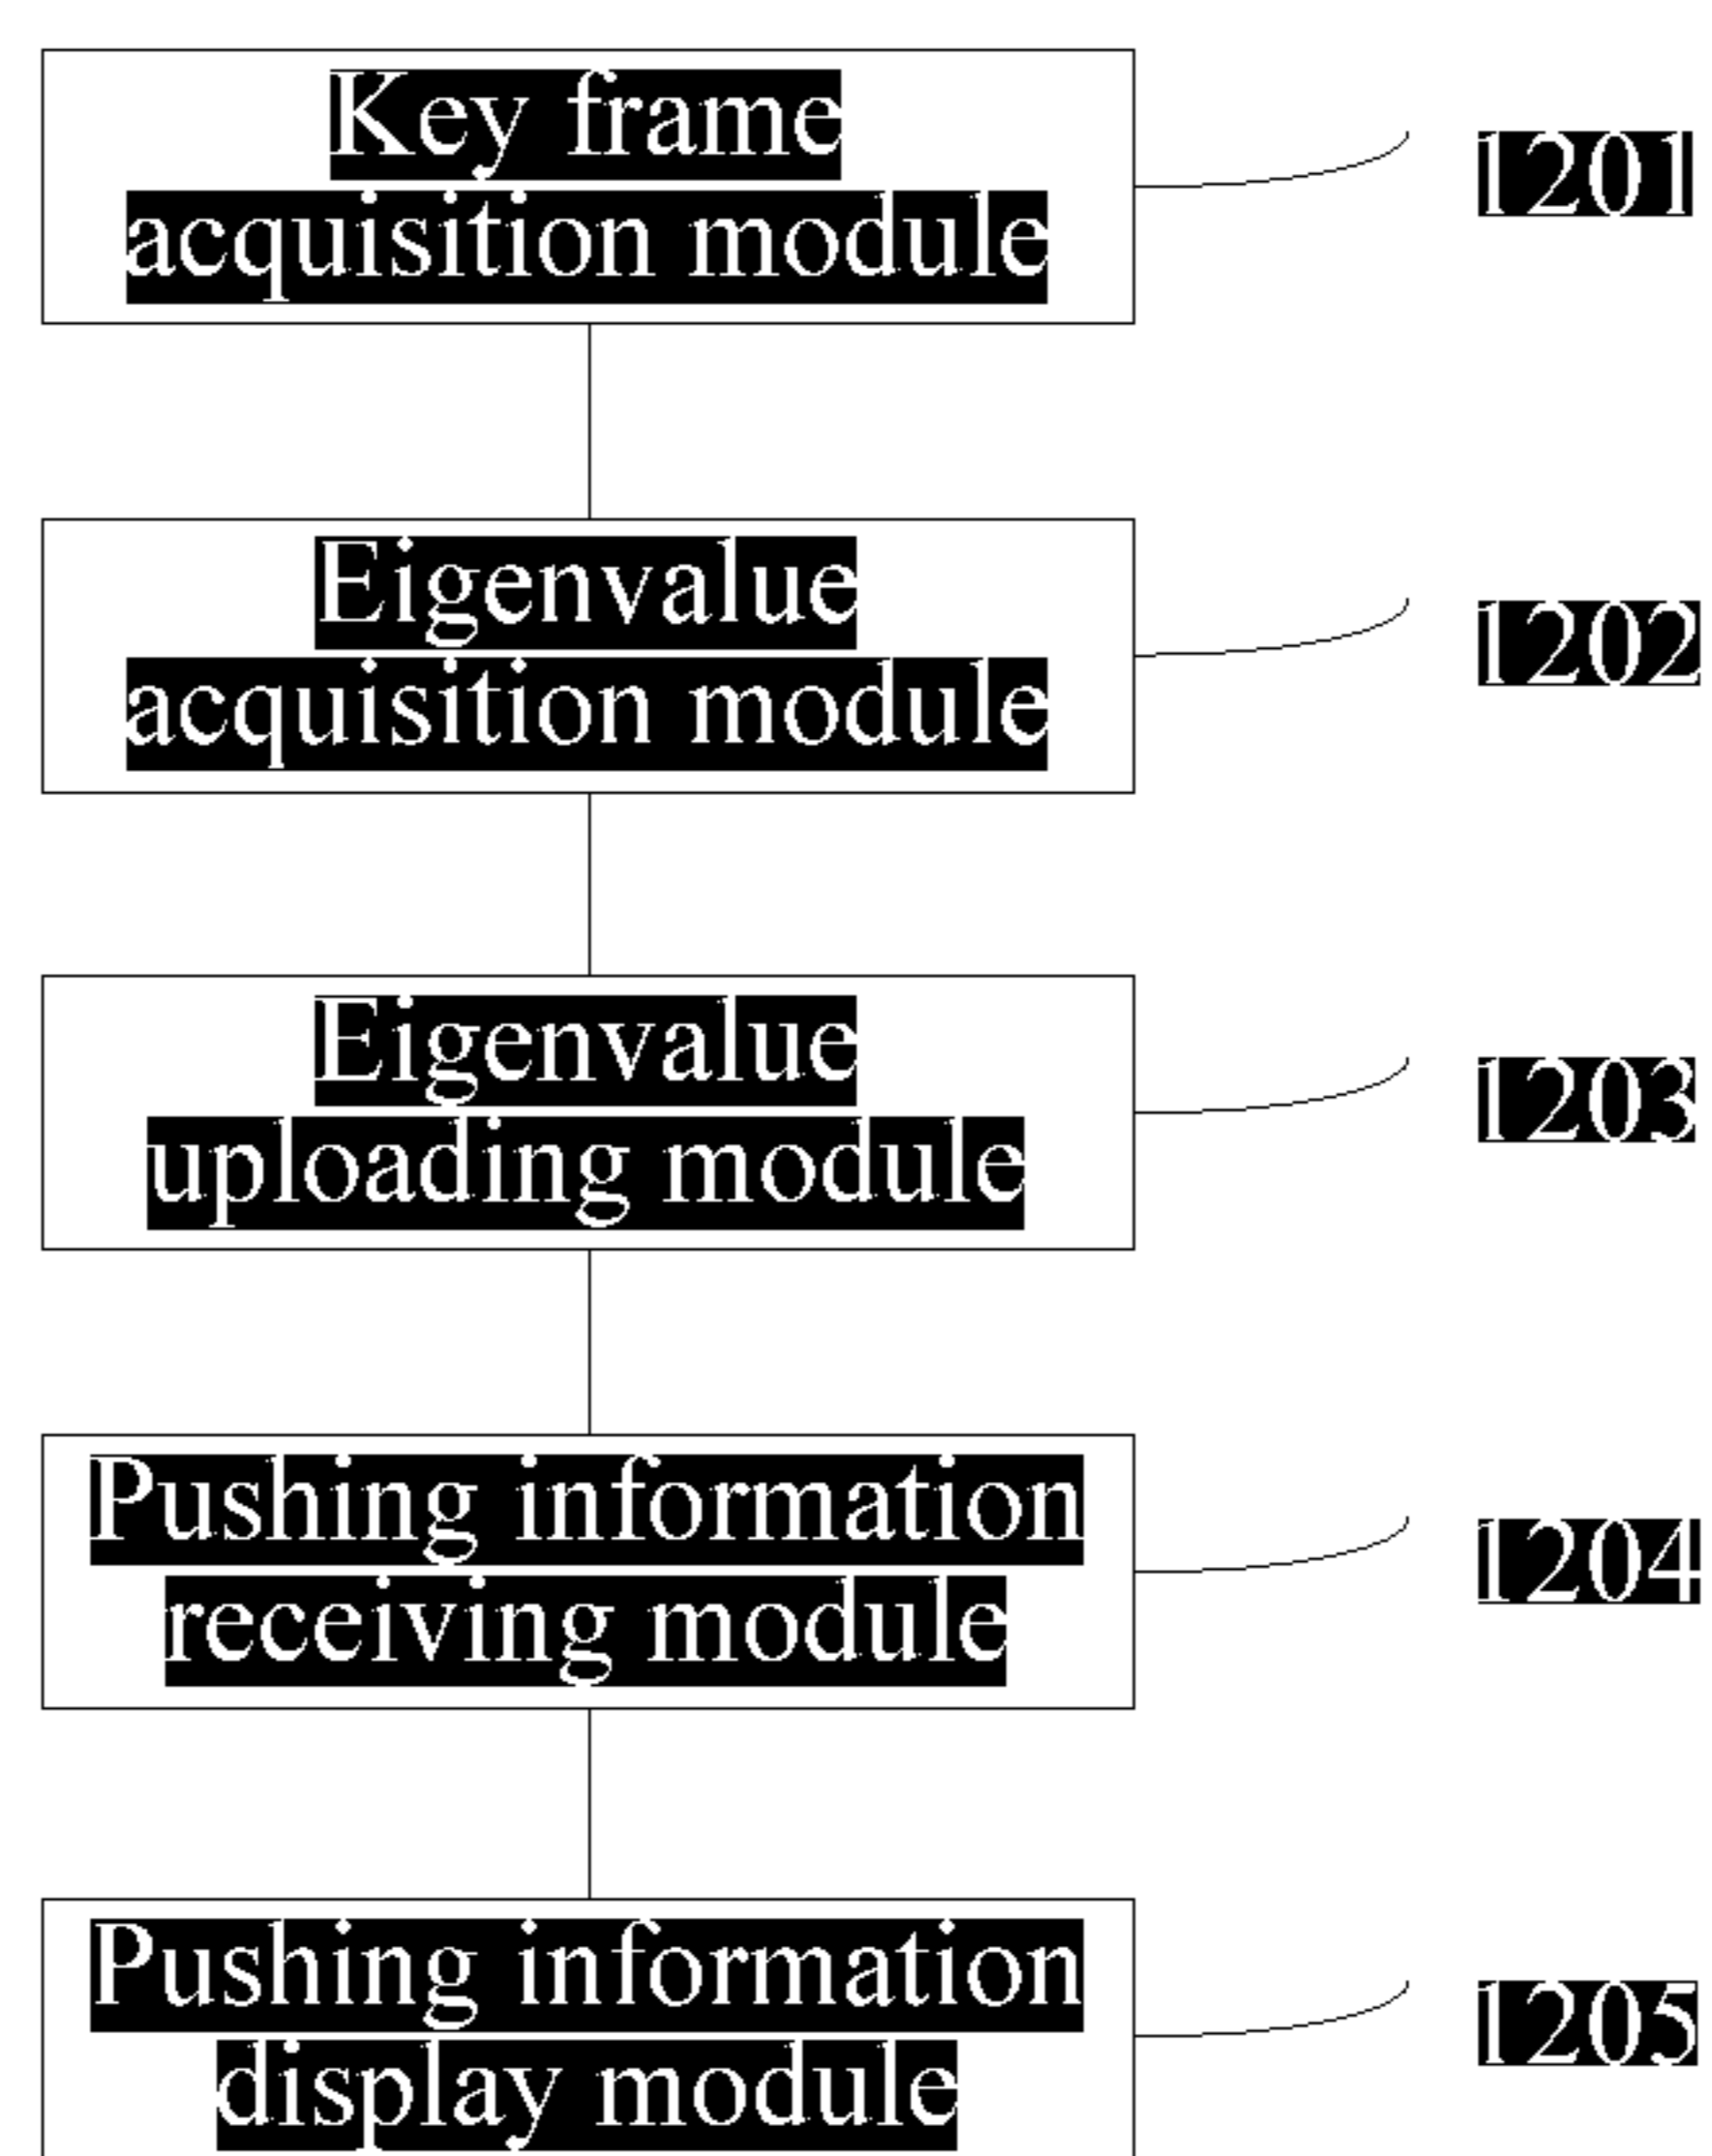 Key frame
acquisition module
1201
Eigenvalue
acquisition module
1202
Eigenvalue
uploading module
1203
Pushing information
receiving module
1204
Pushing information
display module
1205